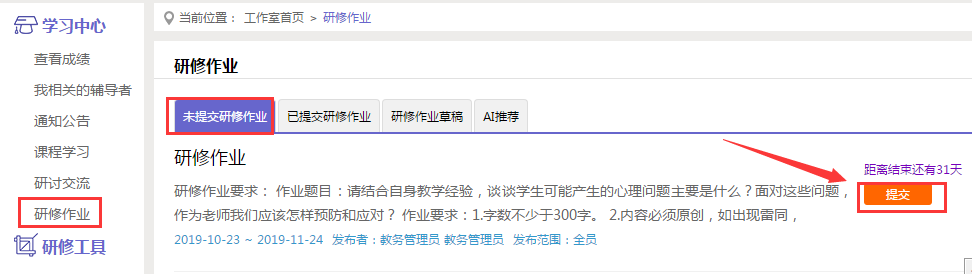 学习中心
查看成绩
我相关的辅导者
通知公告
课程学习
研讨交流
研修作业
研修工具
当前位置： 工作室首页 > 研修作业
研修作业
未提交研修作业 已提交研修作业 研修作业草稿 AI推荐
研修作业
距离结束还有31天
提交
研修作业要求： 作业题目：请结合自身教学经验，谈谈学生可能产生的心理问题主要是什么？面对这些问题，
作为老师我们应该怎样预防和应对？ 作业要求：1.字数不少于300字。 2.内容必须原创，如出现雷同，
2019-10-23 ~ 2019-11-24 发布者：教务管理员 教务管理员 发布范围：全员